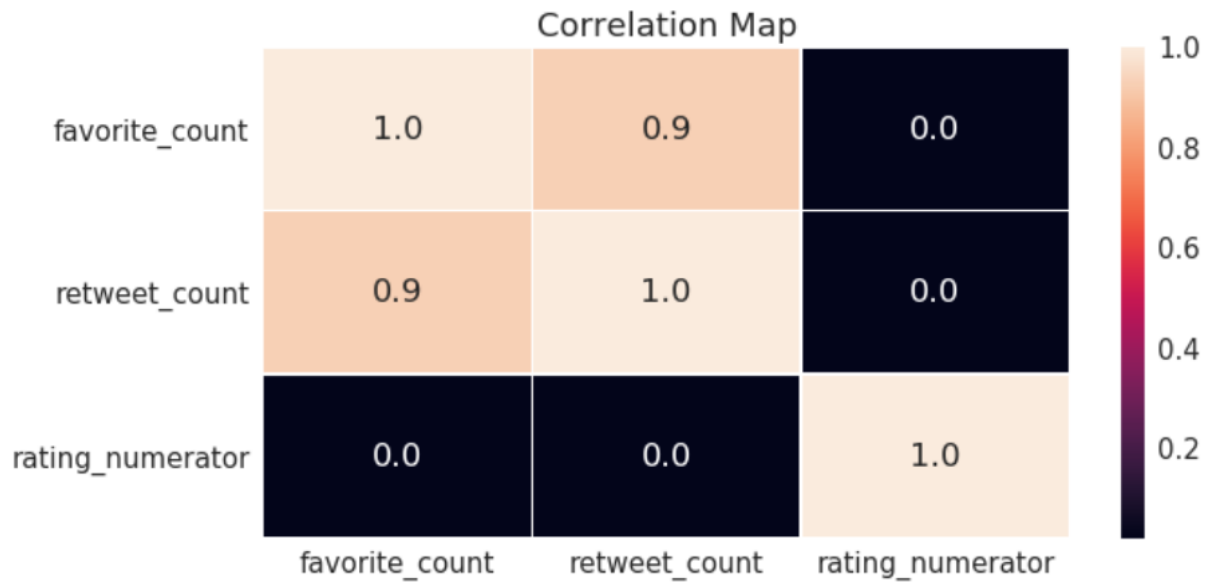 Correlation Map
favorite_count 1.0 0.9 0.0
retweet_count 0.9 1.0 0.0
rating_numerator 0.0 0.0 1.0
favorite_count retweet_count rating_numerator
1.0
0.8
0.6
0.4
0.2